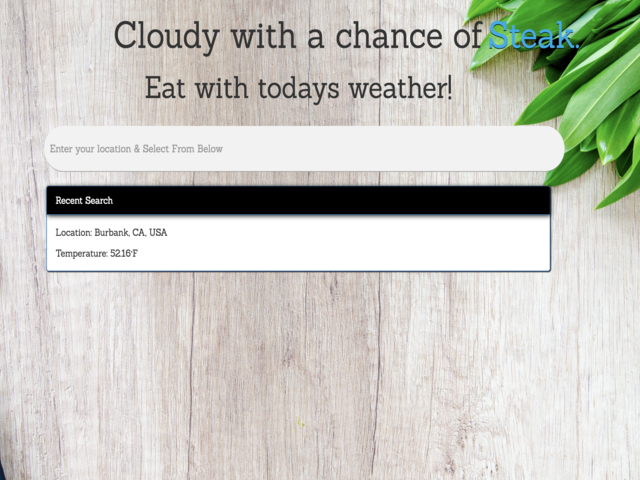 Cloudy with a chance of Steak.
Eat with todays weather!
Enter your location & Select From Below
Recent Search
Location: Burbank, CA, USA
Temperature: 52.16°F